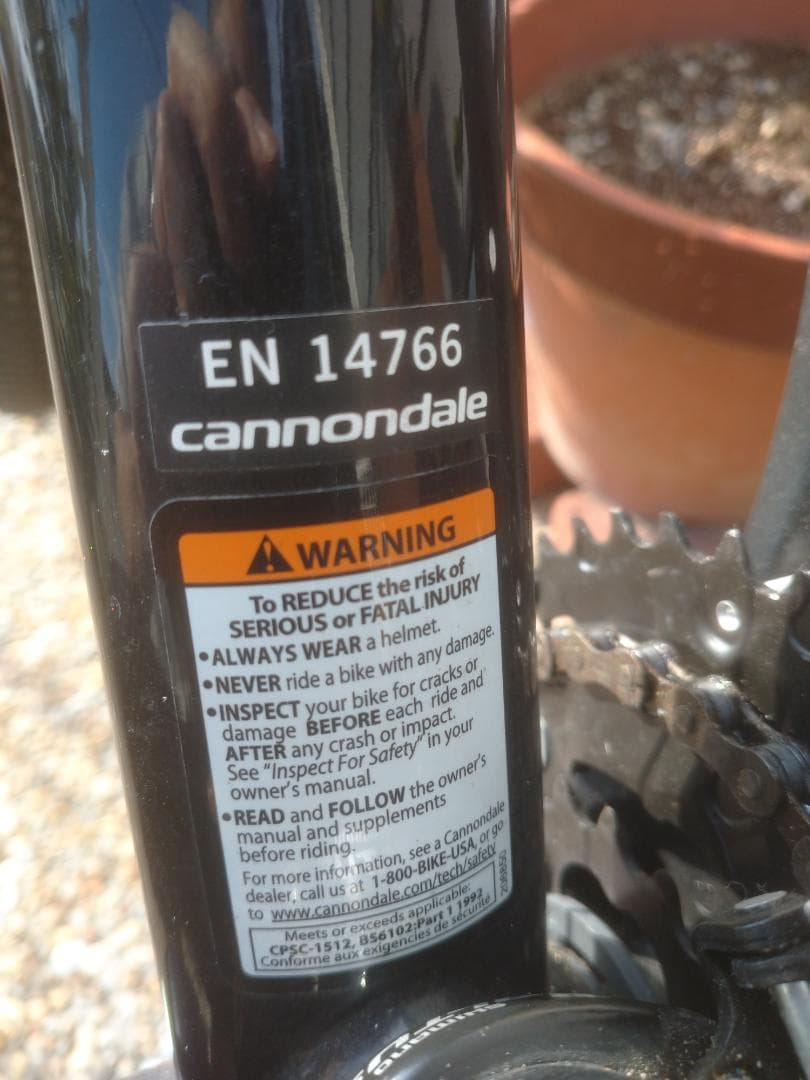 EN 14766
cannondale
WARNING
To REDUCE the risk of
SERIOUS or FATAL INJURY
•ALWAYS WEAR a helmet.
•NEVER ride a bike with any damage.
•INSPECT your bike for cracks or
damage BEFORE each ride and
AFTER any crash or impact.
See "Inspect For Safety" in your
owner's manual.
•READ and FOLLOW the owner's
manual and supplements
before riding.
For more information, see a Cannondale
dealer, call us at 1-800-BIKE-USA, or go
to www.cannondale.com/tech/safety
Meets or exceeds applicable:
CPSC-1512, BS6102:Part 1 1992
Conforme aux exigencies de sécurité